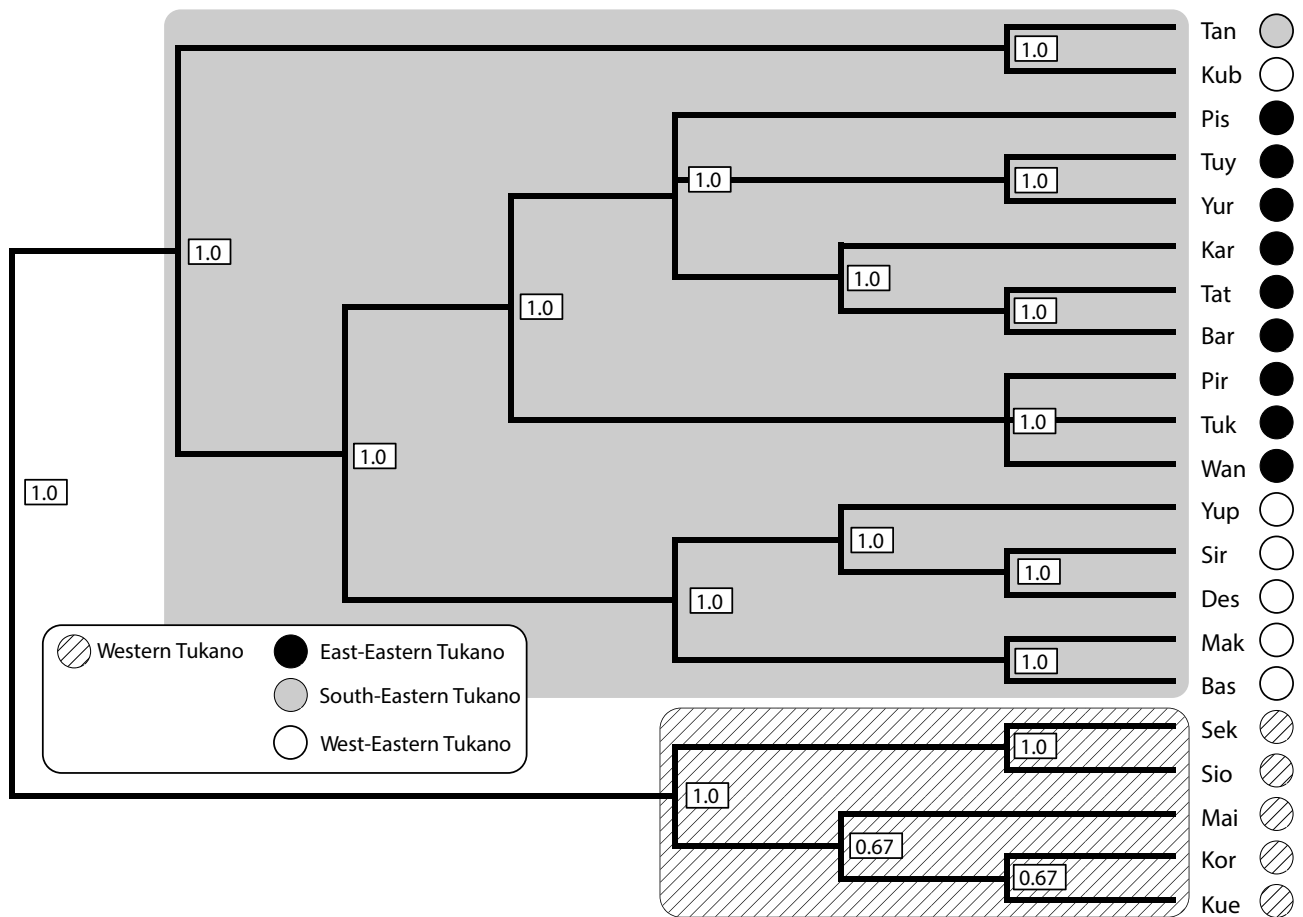 Tan
1.0
Kub
Pis
Tuy
1.0
1.0
Yur
Kar
1.0
1.0
Tat
1.0
1.0
Bar
Pir
1.0
Tuk
1.0
Wan
1.0
Yup
1.0
Sir
1.0
Des
1.0
Mak
1.0
Bas
Western Tukano
East-Eastern Tukano
South-Eastern Tukano
West-Eastern Tukano
Sek
1.0
Sio
1.0
Mai
0.67
Kor
0.67
Kue